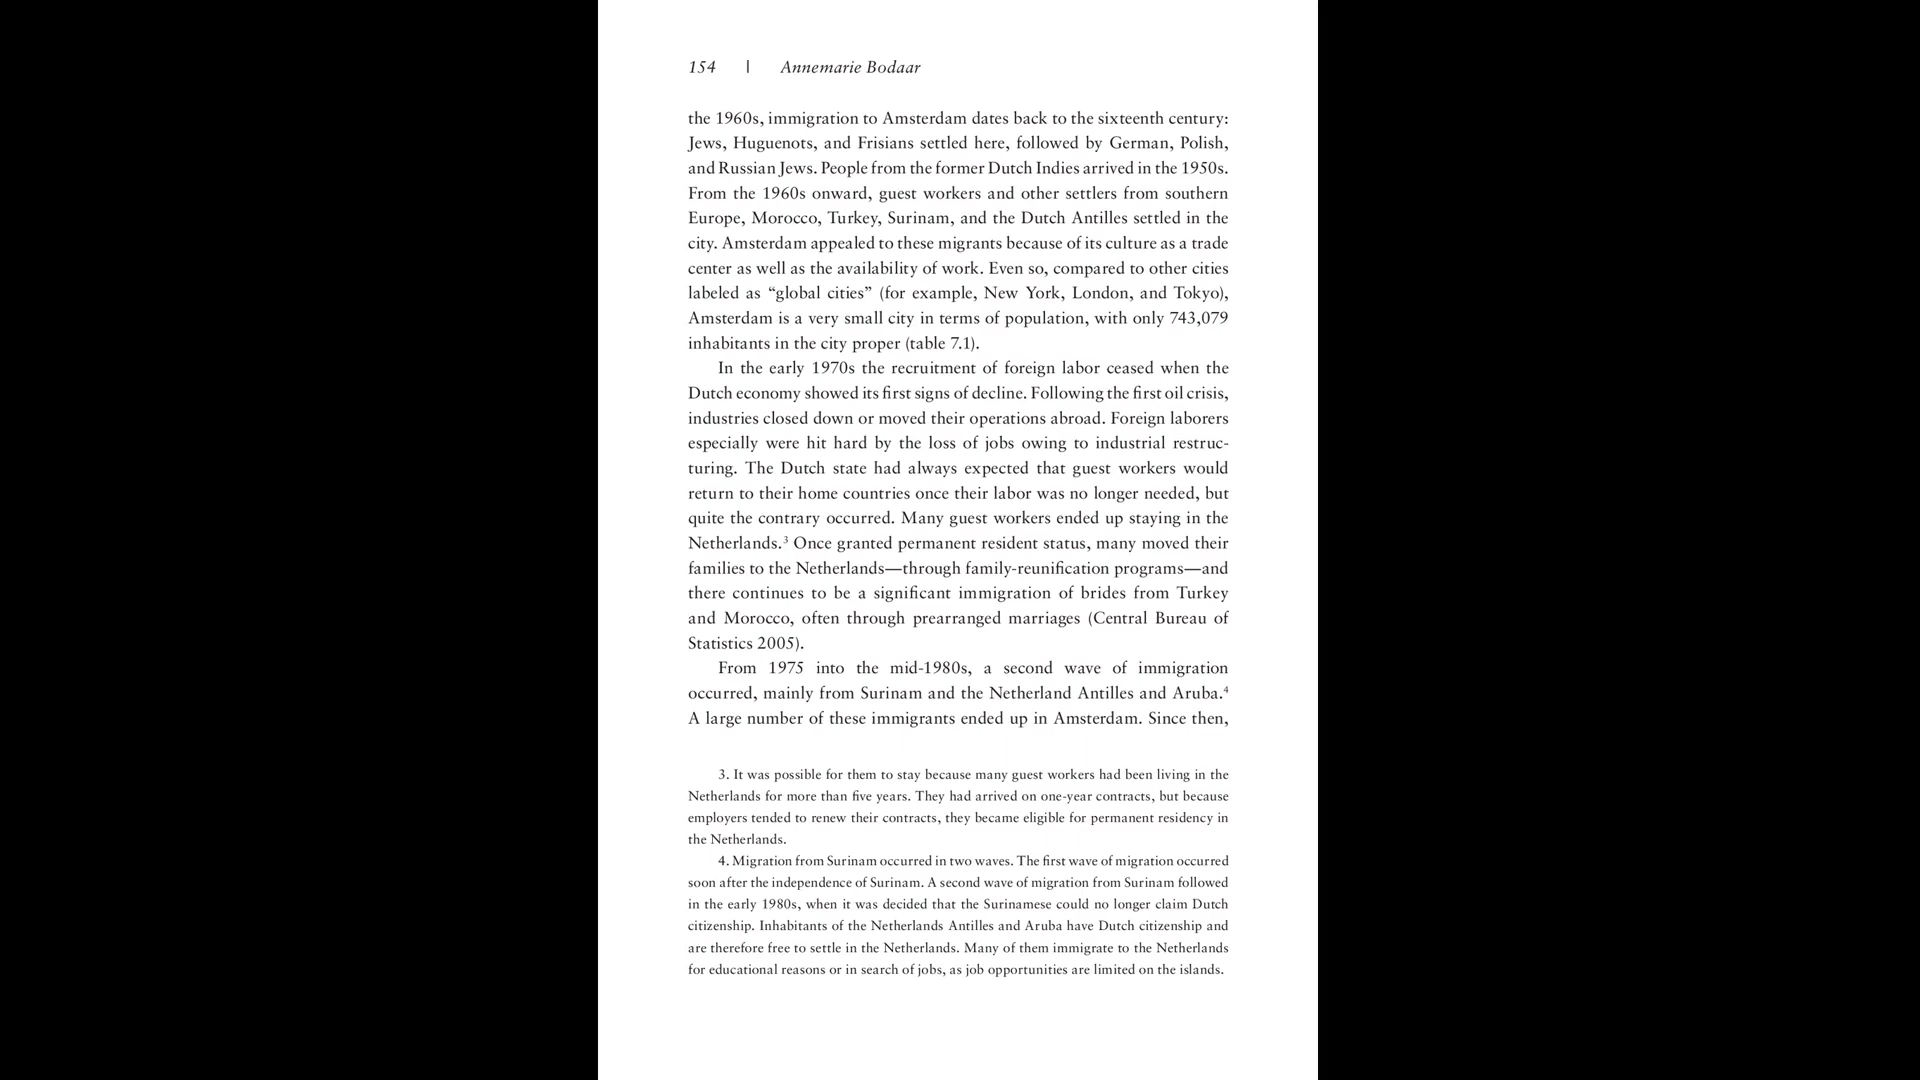 154 | Annemarie Bodaar
the 1960s, immigration to Amsterdam dates back to the sixteenth century:
Jews, Huguenots, and Frisians settled here, followed by German, Polish,
and Russian Jews. People from the former Dutch Indies arrived in the 1950s.
From the 1960s onward, guest workers and other settlers from southern
Europe, Morocco, Turkey, Surinam, and the Dutch Antilles settled in the
city. Amsterdam appealed to these migrants because of its culture as a trade
center as well as the availability of work. Even so, compared to other cities
labeled as “global cities” (for example, New York, London, and Tokyo),
Amsterdam is a very small city in terms of population, with only 743,079
inhabitants in the city proper (table 7.1).
In the early 1970s the recruitment of foreign labor ceased when the
Dutch economy showed its first signs of decline. Following the first oil crisis,
industries closed down or moved their operations abroad. Foreign laborers
especially were hit hard by the loss of jobs owing to industrial restruc-
turing. The Dutch state had always expected that guest workers would
return to their home countries once their labor was no longer needed, but
quite the contrary occurred. Many guest workers ended up staying in the
Netherlands.³ Once granted permanent resident status, many moved their
families to the Netherlands—through family-reunification programs—and
there continues to be a significant immigration of brides from Turkey
and Morocco, often through prearranged marriages (Central Bureau of
Statistics 2005).
From 1975 into the mid-1980s, a second wave of immigration
occurred, mainly from Surinam and the Netherland Antilles and Aruba.⁴
A large number of these immigrants ended up in Amsterdam. Since then,
3. It was possible for them to stay because many guest workers had been living in the
Netherlands for more than five years. They had arrived on one-year contracts, but because
employers tended to renew their contracts, they became eligible for permanent residency in
the Netherlands.
4. Migration from Surinam occurred in two waves. The first wave of migration occurred
soon after the independence of Surinam. A second wave of migration from Surinam followed
in the early 1980s, when it was decided that the Surinamese could no longer claim Dutch
citizenship. Inhabitants of the Netherlands Antilles and Aruba have Dutch citizenship and
are therefore free to settle in the Netherlands. Many of them immigrate to the Netherlands
for educational reasons or in search of jobs, as job opportunities are limited on the islands.